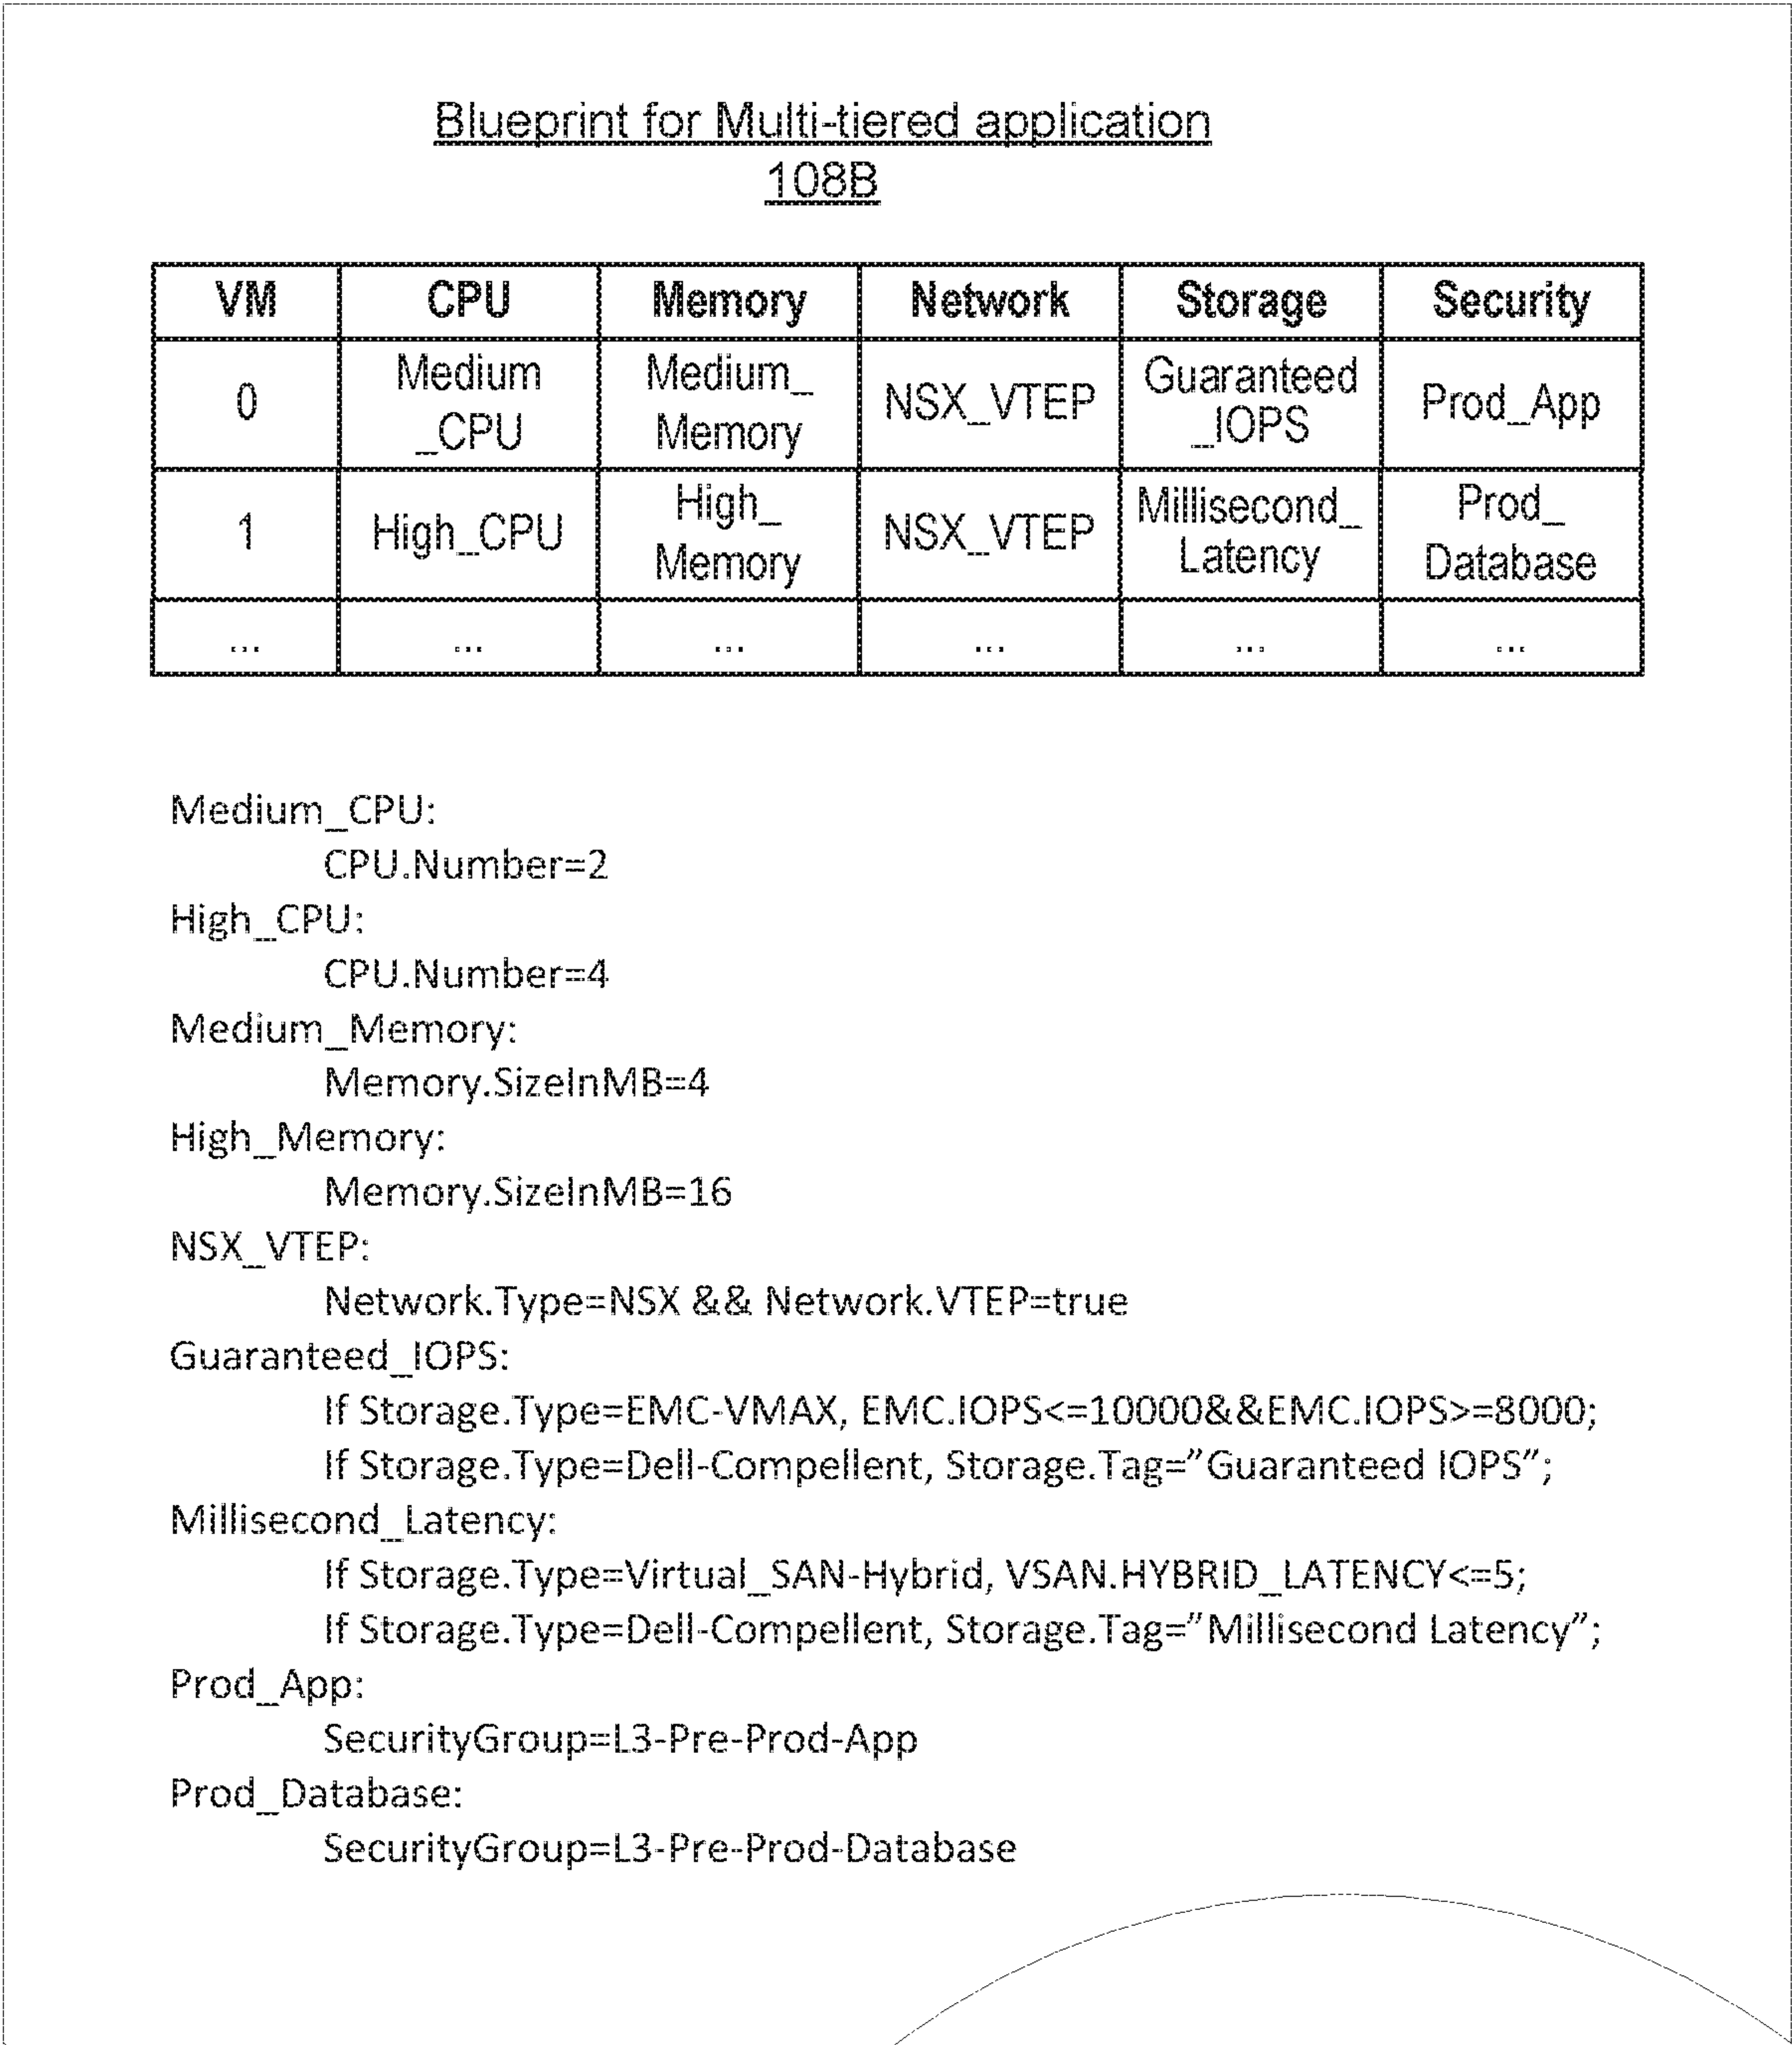 Blueprint for Multi-tiered application
108B
VM CPU Memory Network Storage Security
0 Medium _CPU Medium_ Memory NSX_VTEP Guaranteed _IOPS Prod_App
1 High_CPU High_ Memory NSX_VTEP Millisecond_ Latency Prod_ Database
... ... ... ... ... ...
Medium_CPU:
CPU.Number=2
High_CPU:
CPU.Number=4
Medium_Memory:
Memory.SizeInMB=4
High_Memory:
Memory.SizeInMB=16
NSX_VTEP:
Network.Type=NSX && Network.VTEP=true
Guaranteed_IOPS:
If Storage.Type=EMC-VMAX, EMC.IOPS<=10000&&EMC.IOPS>=8000;
If Storage.Type=Dell-Compellent, Storage.Tag=”Guaranteed IOPS”;
Millisecond_Latency:
If Storage.Type=Virtual_SAN-Hybrid, VSAN.HYBRID_LATENCY<=5;
If Storage.Type=Dell-Compellent, Storage.Tag=”Millisecond Latency”;
Prod_App:
SecurityGroup=L3-Pre-Prod-App
Prod_Database:
SecurityGroup=L3-Pre-Prod-Database